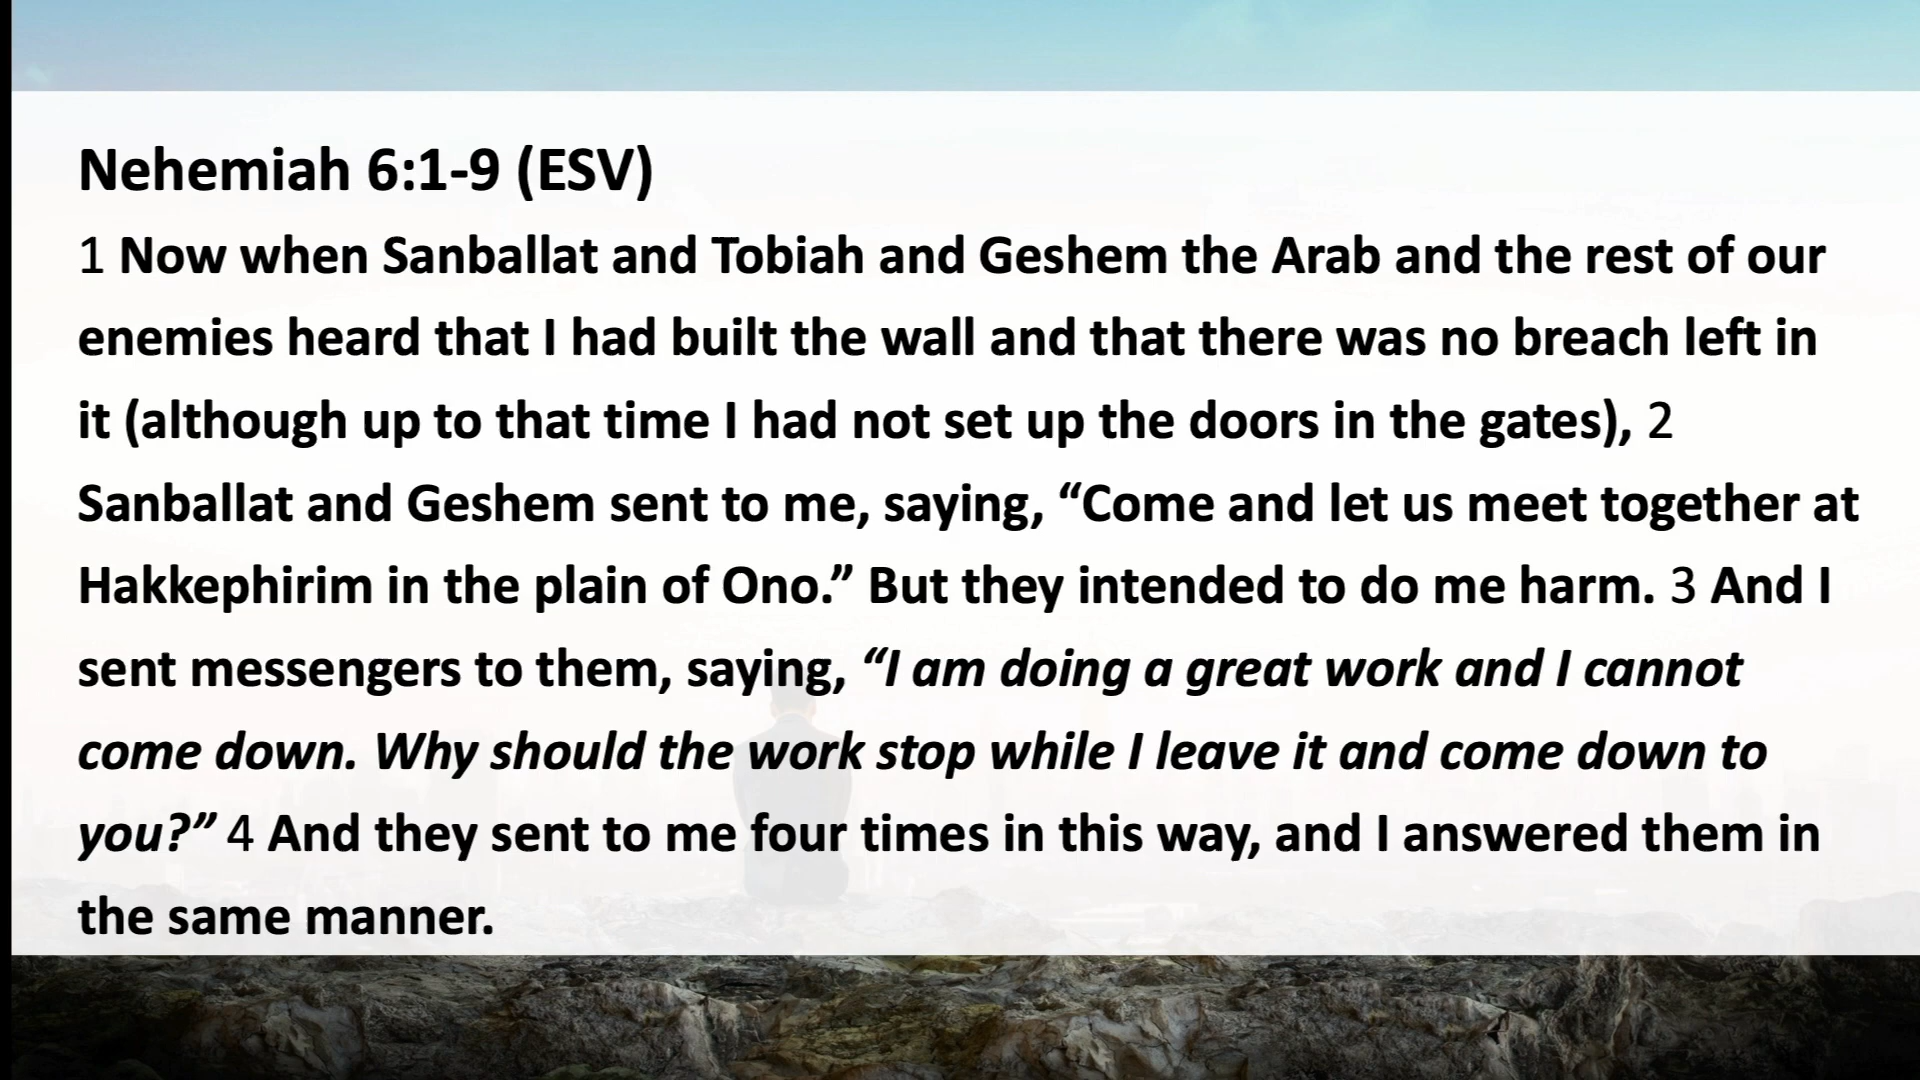 Nehemiah 6:1-9 (ESV)
1 Now when Sanballat and Tobiah and Geshem the Arab and the rest of our
enemies heard that I had built the wall and that there was no breach left in
it (although up to that time I had not set up the doors in the gates), 2
Sanballat and Geshem sent to me, saying, “Come and let us meet together at
Hakkephirim in the plain of Ono.” But they intended to do me harm. 3 And I
sent messengers to them, saying, “I am doing a great work and I cannot
come down. Why should the work stop while I leave it and come down to
you?” 4 And they sent to me four times in this way, and I answered them in
the same manner.